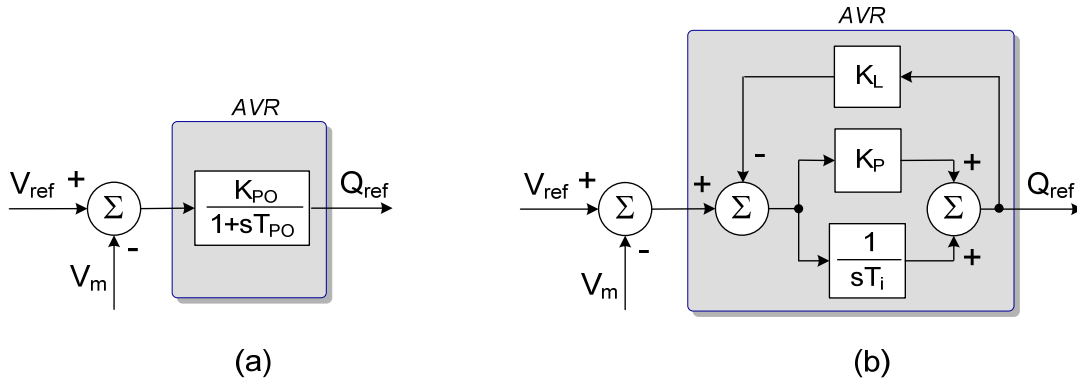 AVR
V_ref
+
Σ
-
V_m
K_PO
1+sT_PO
Q_ref
(a)
AVR
K_L
-
K_P
V_ref
+
Σ
-
V_m
+
Σ
1
sT_i
+
Σ
+
Q_ref
(b)